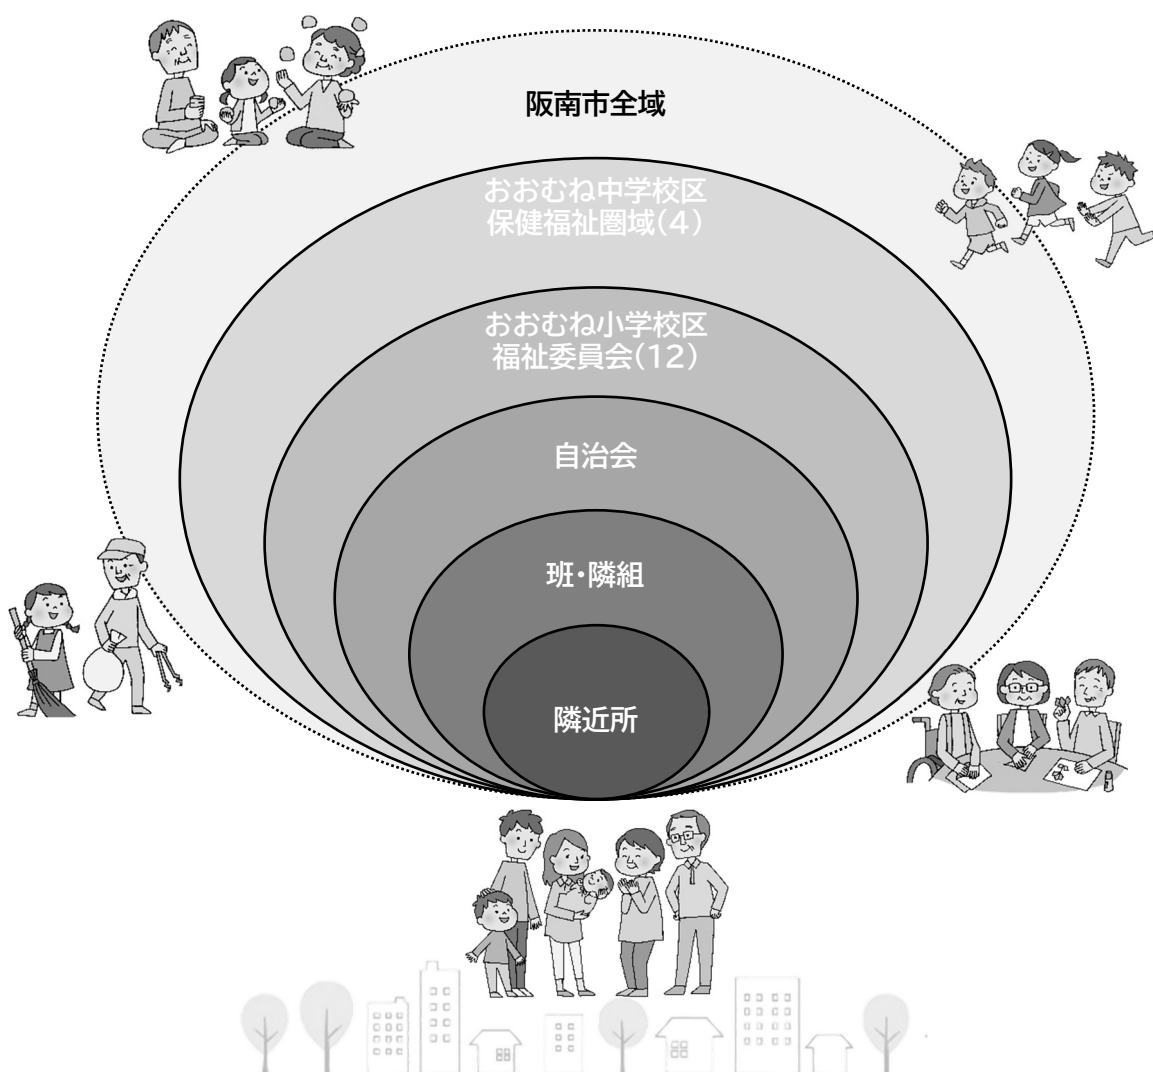 阪南市全域
おおむね中学校区
保健福祉圏域(4)
おおむね小学校区
福祉委員会(12)
自治会
班・隣組
隣近所